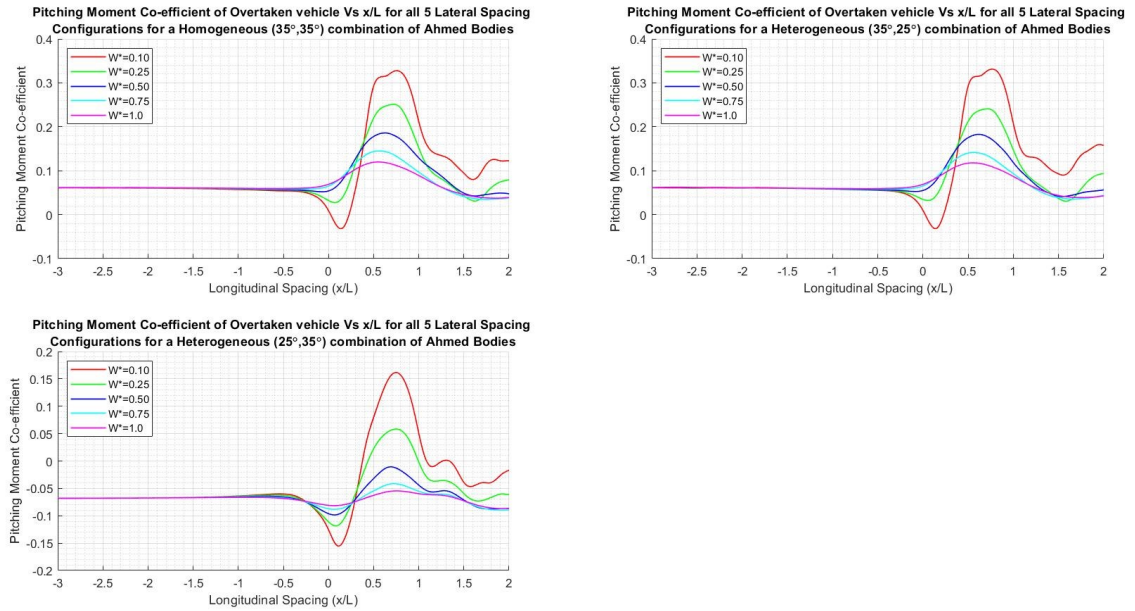 Pitching Moment Co-efficient of Overtaken vehicle Vs x/L for all 5 Lateral Spacing
Configurations for a Homogeneous (35°,35°) combination of Ahmed Bodies
0.4
0.3
0.2
0.1
0
-0.1
Pitching Moment Co-efficient
W*=0.10
W*=0.25
W*=0.50
W*=0.75
W*=1.0
-3 -2.5 -2 -1.5 -1 -0.5 0 0.5 1 1.5 2
Longitudinal Spacing (x/L)
Pitching Moment Co-efficient of Overtaken vehicle Vs x/L for all 5 Lateral Spacing
Configurations for a Heterogeneous (35°,25°) combination of Ahmed Bodies
0.4
0.3
0.2
0.1
0
-0.1
Pitching Moment Co-efficient
W*=0.10
W*=0.25
W*=0.50
W*=0.75
W*=1.0
-3 -2.5 -2 -1.5 -1 -0.5 0 0.5 1 1.5 2
Longitudinal Spacing (x/L)
Pitching Moment Co-efficient of Overtaken vehicle Vs x/L for all 5 Lateral Spacing
Configurations for a Heterogeneous (25°,35°) combination of Ahmed Bodies
0.2
0.15
0.1
0.05
0
-0.05
-0.1
-0.15
-0.2
Pitching Moment Co-efficient
W*=0.10
W*=0.25
W*=0.50
W*=0.75
W*=1.0
-3 -2.5 -2 -1.5 -1 -0.5 0 0.5 1 1.5 2
Longitudinal Spacing (x/L)